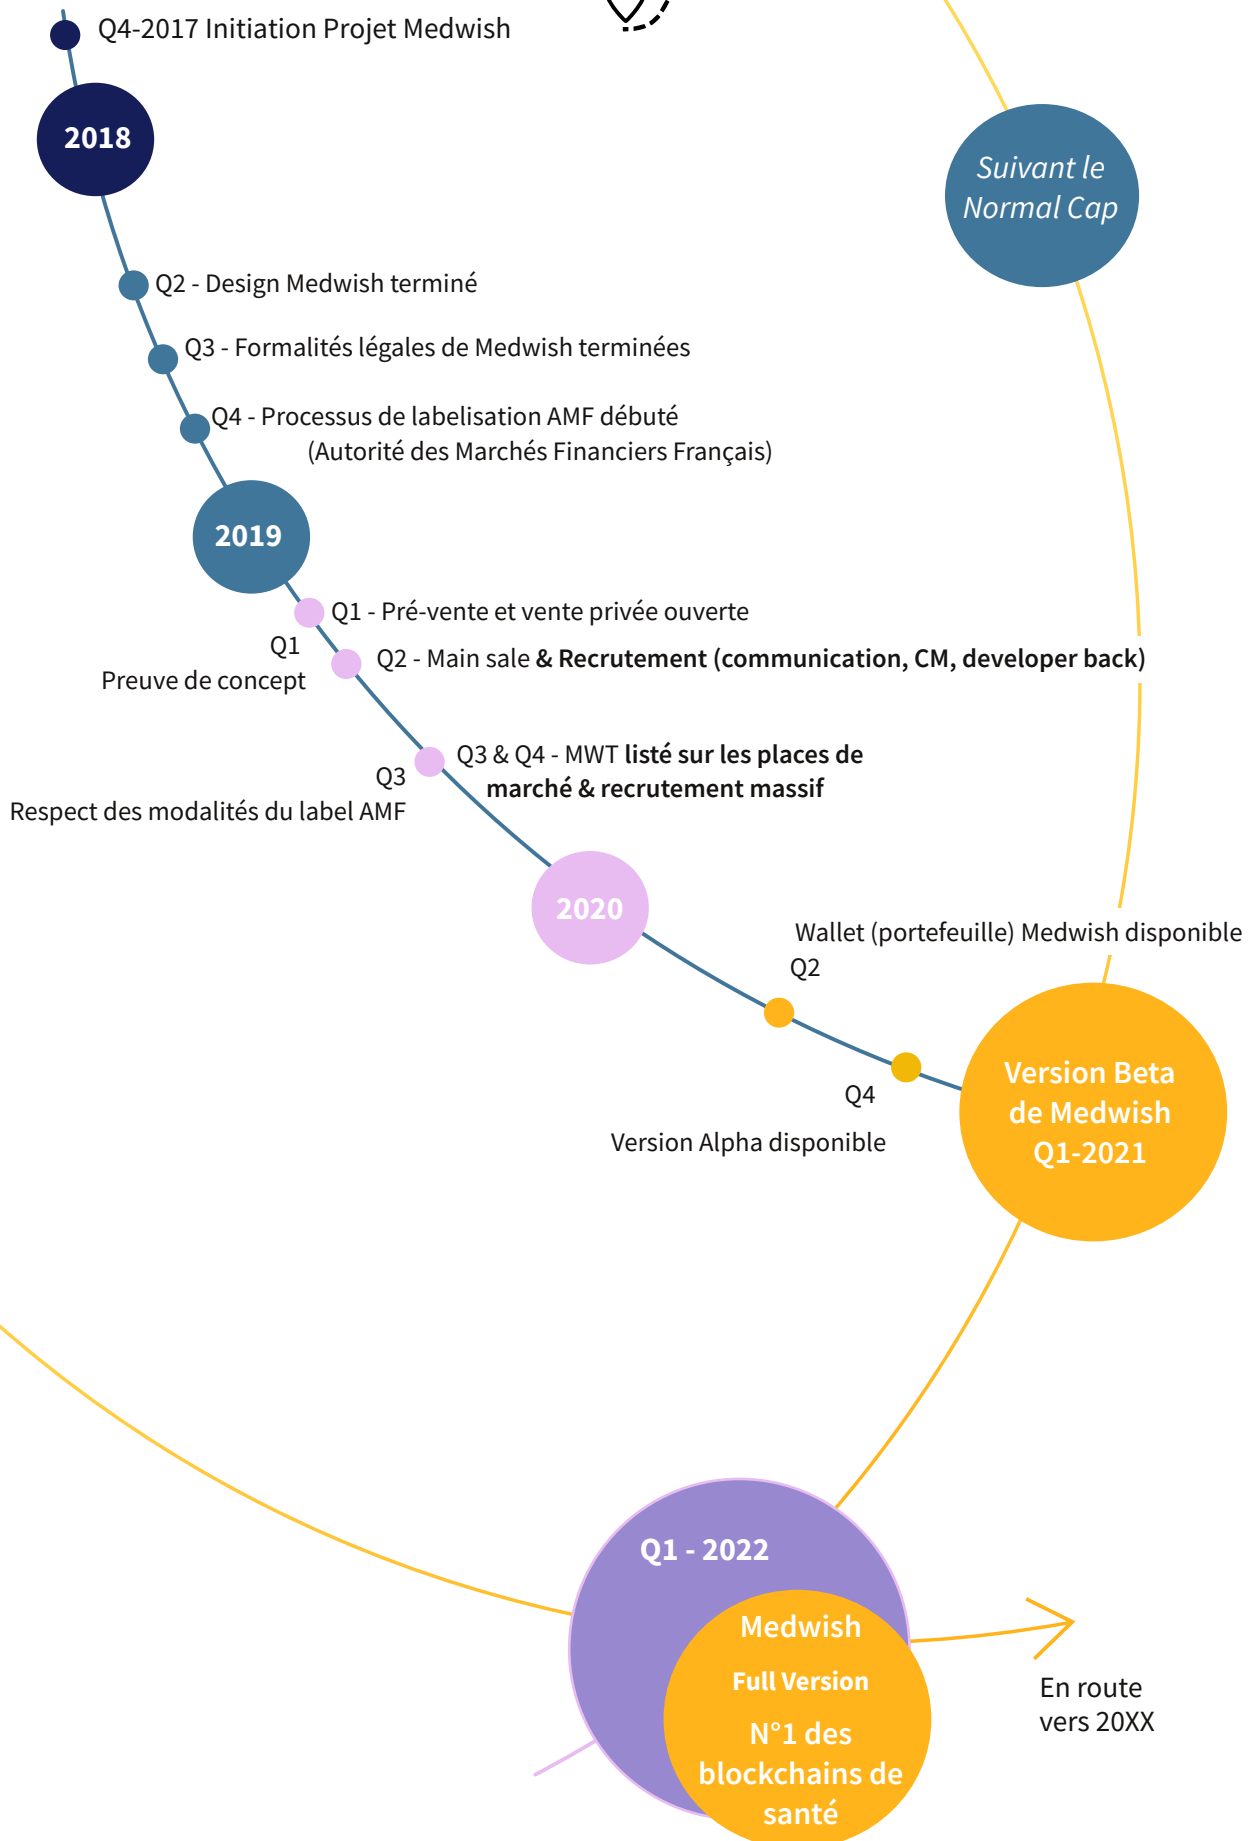 Q4-2017 Initiation Projet Medwish
2018
Suivant le
Normal Cap
Q2 - Design Medwish terminé
Q3 - Formalités légales de Medwish terminées
Q4 - Processus de labelisation AMF débuté
(Autorité des Marchés Financiers Français)
2019
Q1 - Pré-vente et vente privée ouverte
Q1
Preuve de concept
Q2 - Main sale & Recrutement (communication, CM, developer back)
Q3 & Q4 - MWT listé sur les places de
marché & recrutement massif
Q3
Respect des modalités du label AMF
2020
Wallet (portefeuille) Medwish disponible
Q2
Q4
Version Alpha disponible
Version Beta
de Medwish
Q1-2021
Q1 - 2022
Medwish
Full Version
N°1 des
blockchains de
santé
En route
vers 20XX